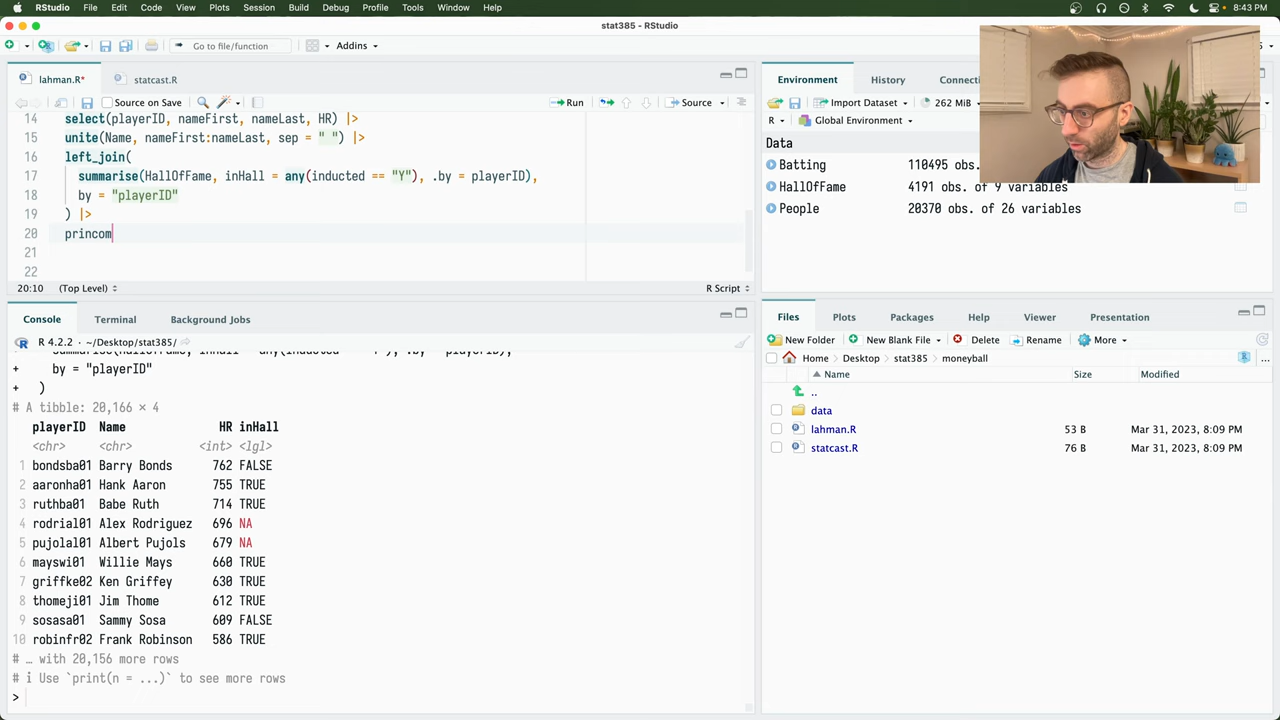 RStudio File Edit Code View Plots Session Build Debug Profile Tools Window Help 8:43 PM
stat385 - RStudio
Go to file/function Addins
lahman.R* statcast.R
Source on Save Run Source
14 select(playerID, nameFirst, nameLast, HR) |>
15 unite(Name, nameFirst:nameLast, sep = " ") |>
16 left_join(
17 summarise(HallOfFame, inHall = any(inducted == "Y"), .by = playerID),
18 by = "playerID"
19 ) |>
20 princom
21
22
20:10 (Top Level) R Script
Console Terminal Background Jobs
R 4.2.2 · ~/Desktop/stat385/
+ by = "playerID"
+ )
# A tibble: 20,166 × 4
playerID Name HR inHall
<chr> <chr> <int> <lgl>
1 bondsba01 Barry Bonds 762 FALSE
2 aaronha01 Hank Aaron 755 TRUE
3 ruthba01 Babe Ruth 714 TRUE
4 rodrial01 Alex Rodriguez 696 NA
5 pujolal01 Albert Pujols 679 NA
6 mayswi01 Willie Mays 660 TRUE
7 griffke02 Ken Griffey 630 TRUE
8 thomeji01 Jim Thome 612 TRUE
9 sosasa01 Sammy Sosa 609 FALSE
10 robinfr02 Frank Robinson 586 TRUE
# … with 20,156 more rows
# ℹ Use `print(n = ...)` to see more rows
>
Environment History
Import Dataset 262 MiB
R Global Environment
Data
Batting 110495 obs.
HallOfFame 4191 obs. of 9 variables
People 20370 obs. of 26 variables
Files Plots Packages Help Viewer Presentation
New Folder New Blank File Delete Rename More
Home Desktop stat385 moneyball ...
Name Size Modified
..
data
lahman.R 53 B Mar 31, 2023, 8:09 PM
statcast.R 76 B Mar 31, 2023, 8:09 PM